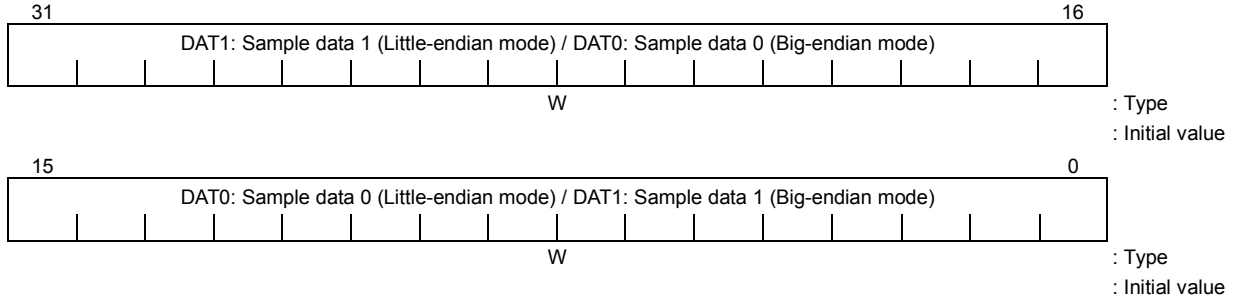 31 16
DAT1: Sample data 1 (Little-endian mode) / DAT0: Sample data 0 (Big-endian mode)
W : Type
: Initial value
15 0
DAT0: Sample data 0 (Little-endian mode) / DAT1: Sample data 1 (Big-endian mode)
W : Type
: Initial value